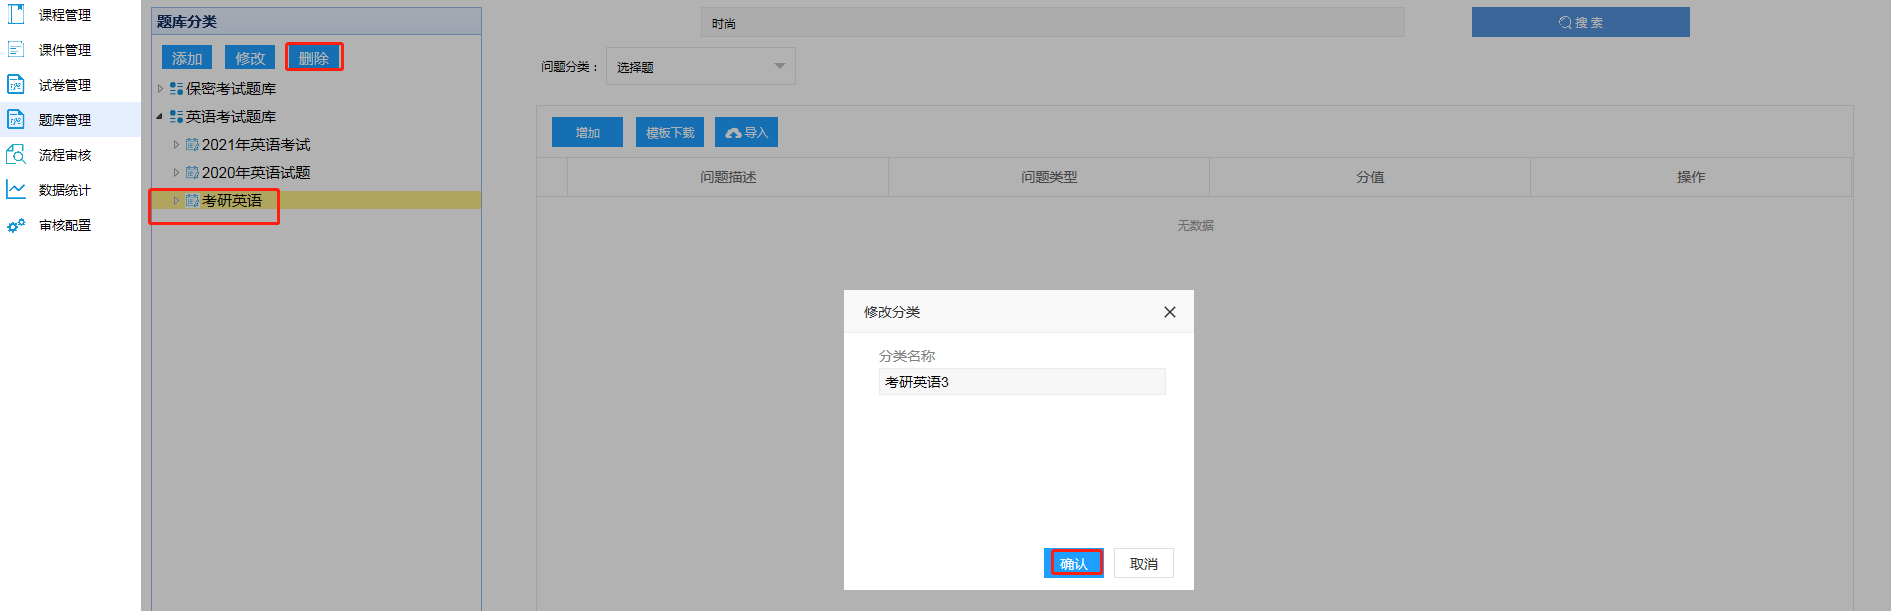 课程管理
课件管理
试卷管理
题库管理
流程审核
数据统计
审核配置
题库分类
添加 修改 删除
保密考试题库
英语考试题库
2021年英语考试
2020年英语试题
考研英语
时尚
搜索
问题分类： 选择题
增加 模板下载 导入
问题描述 问题类型 分值 操作
无数据
修改分类
分类名称
考研英语3
确认 取消